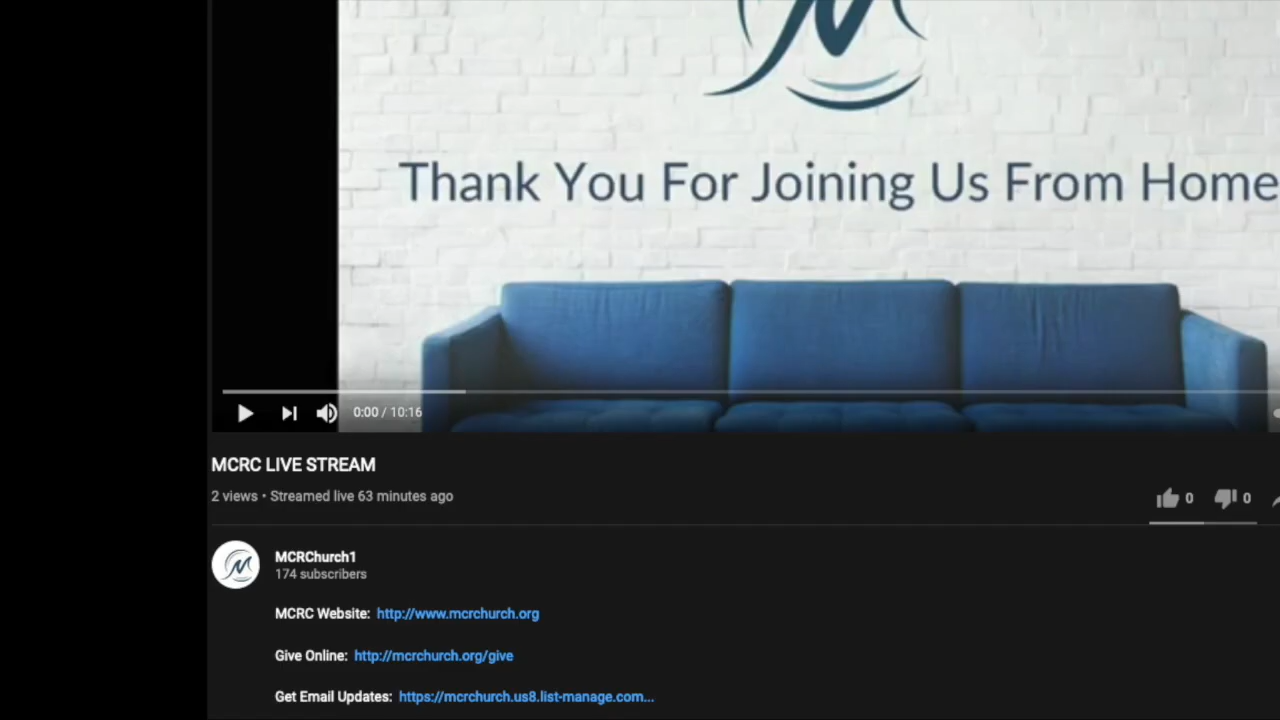 Thank You For Joining Us From Home
0:00 / 10:16
MCRC LIVE STREAM
2 views • Streamed live 63 minutes ago
0 0
MCRChurch1
174 subscribers
MCRC Website: http://www.mcrchurch.org
Give Online: http://mcrchurch.org/give
Get Email Updates: https://mcrchurch.us8.list-manage.com...